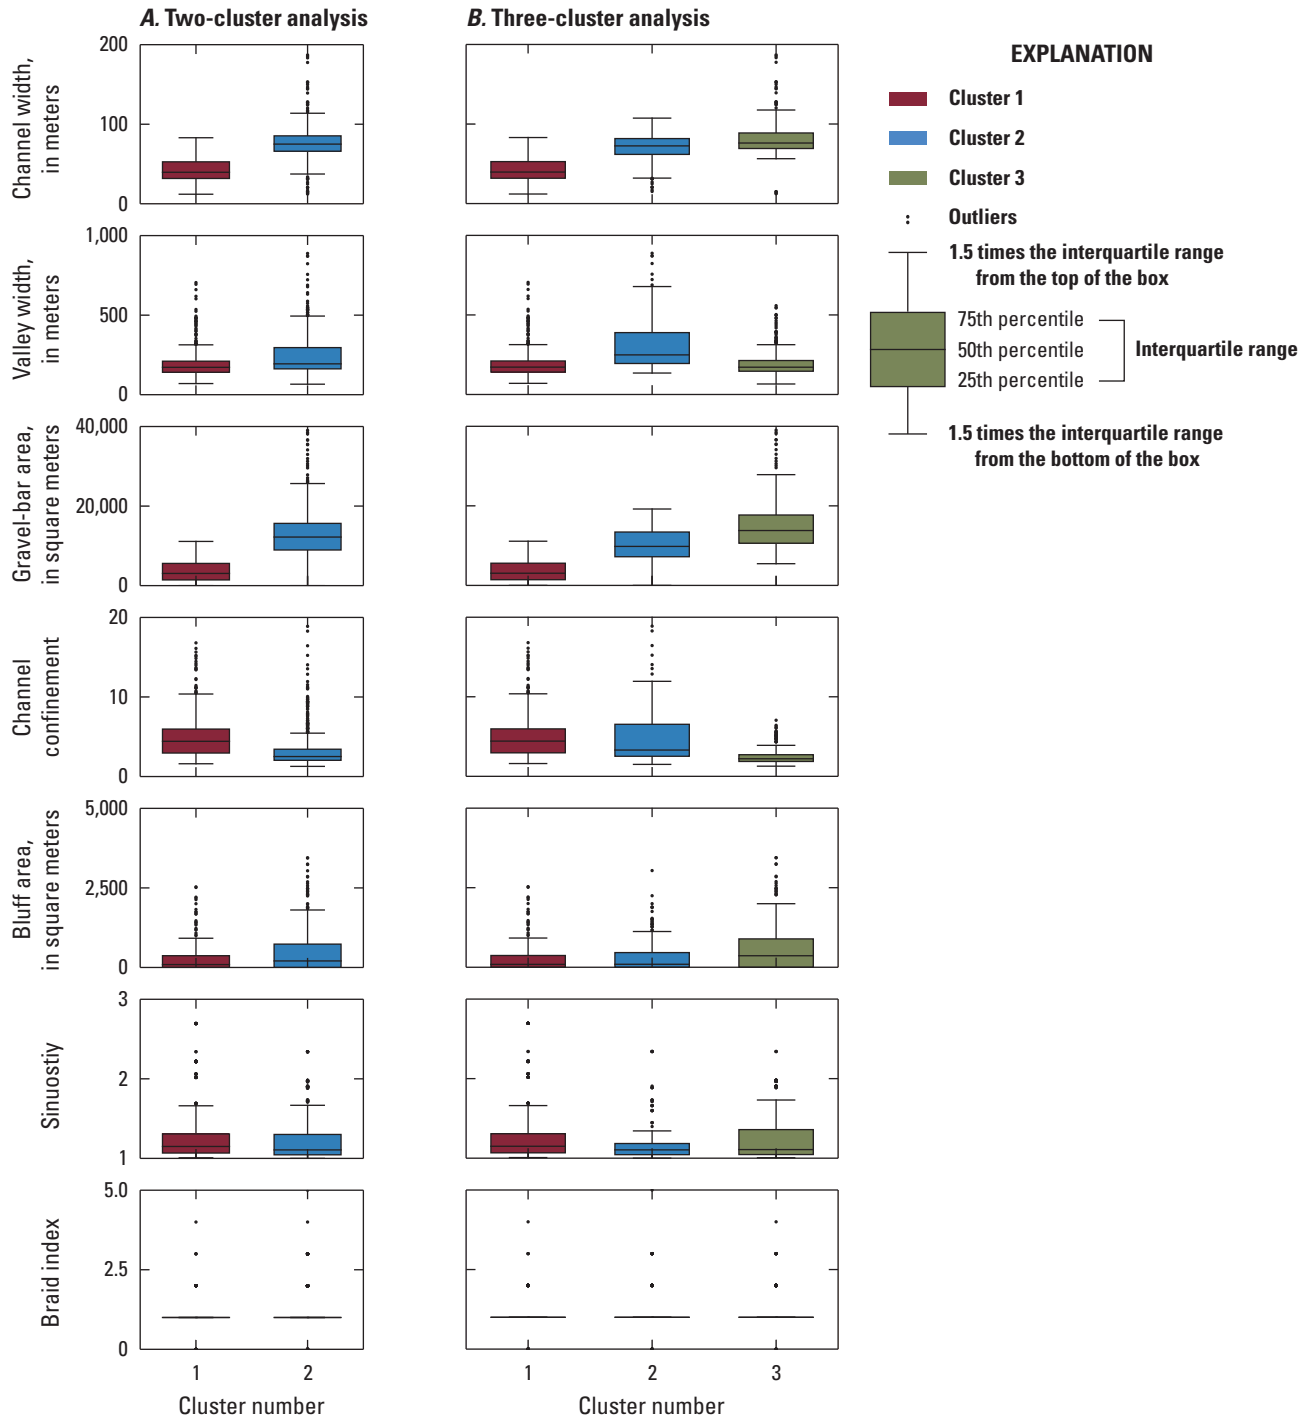 A. Two-cluster analysis
B. Three-cluster analysis
Channel width,
in meters
200
100
0
Valley width,
in meters
1,000
500
0
Gravel-bar area,
in square meters
40,000
20,000
0
Channel
confinement
20
10
0
Bluff area,
in square meters
5,000
2,500
0
Sinuostiy
3
2
1
Braid index
5.0
2.5
0
1 2
Cluster number
1 2 3
Cluster number
EXPLANATION
Cluster 1
Cluster 2
Cluster 3
Outliers
1.5 times the interquartile range
from the top of the box
75th percentile
50th percentile
25th percentile
Interquartile range
1.5 times the interquartile range
from the bottom of the box